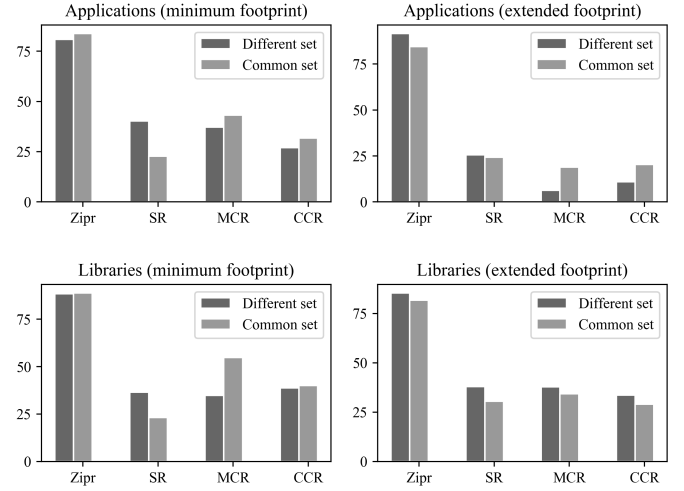 Applications (minimum footprint)
75
50
25
0
Different set
Common set
Zipr
SR
MCR
CCR
Applications (extended footprint)
75
50
25
0
Different set
Common set
Zipr
SR
MCR
CCR
Libraries (minimum footprint)
75
50
25
0
Different set
Common set
Zipr
SR
MCR
CCR
Libraries (extended footprint)
75
50
25
0
Different set
Common set
Zipr
SR
MCR
CCR